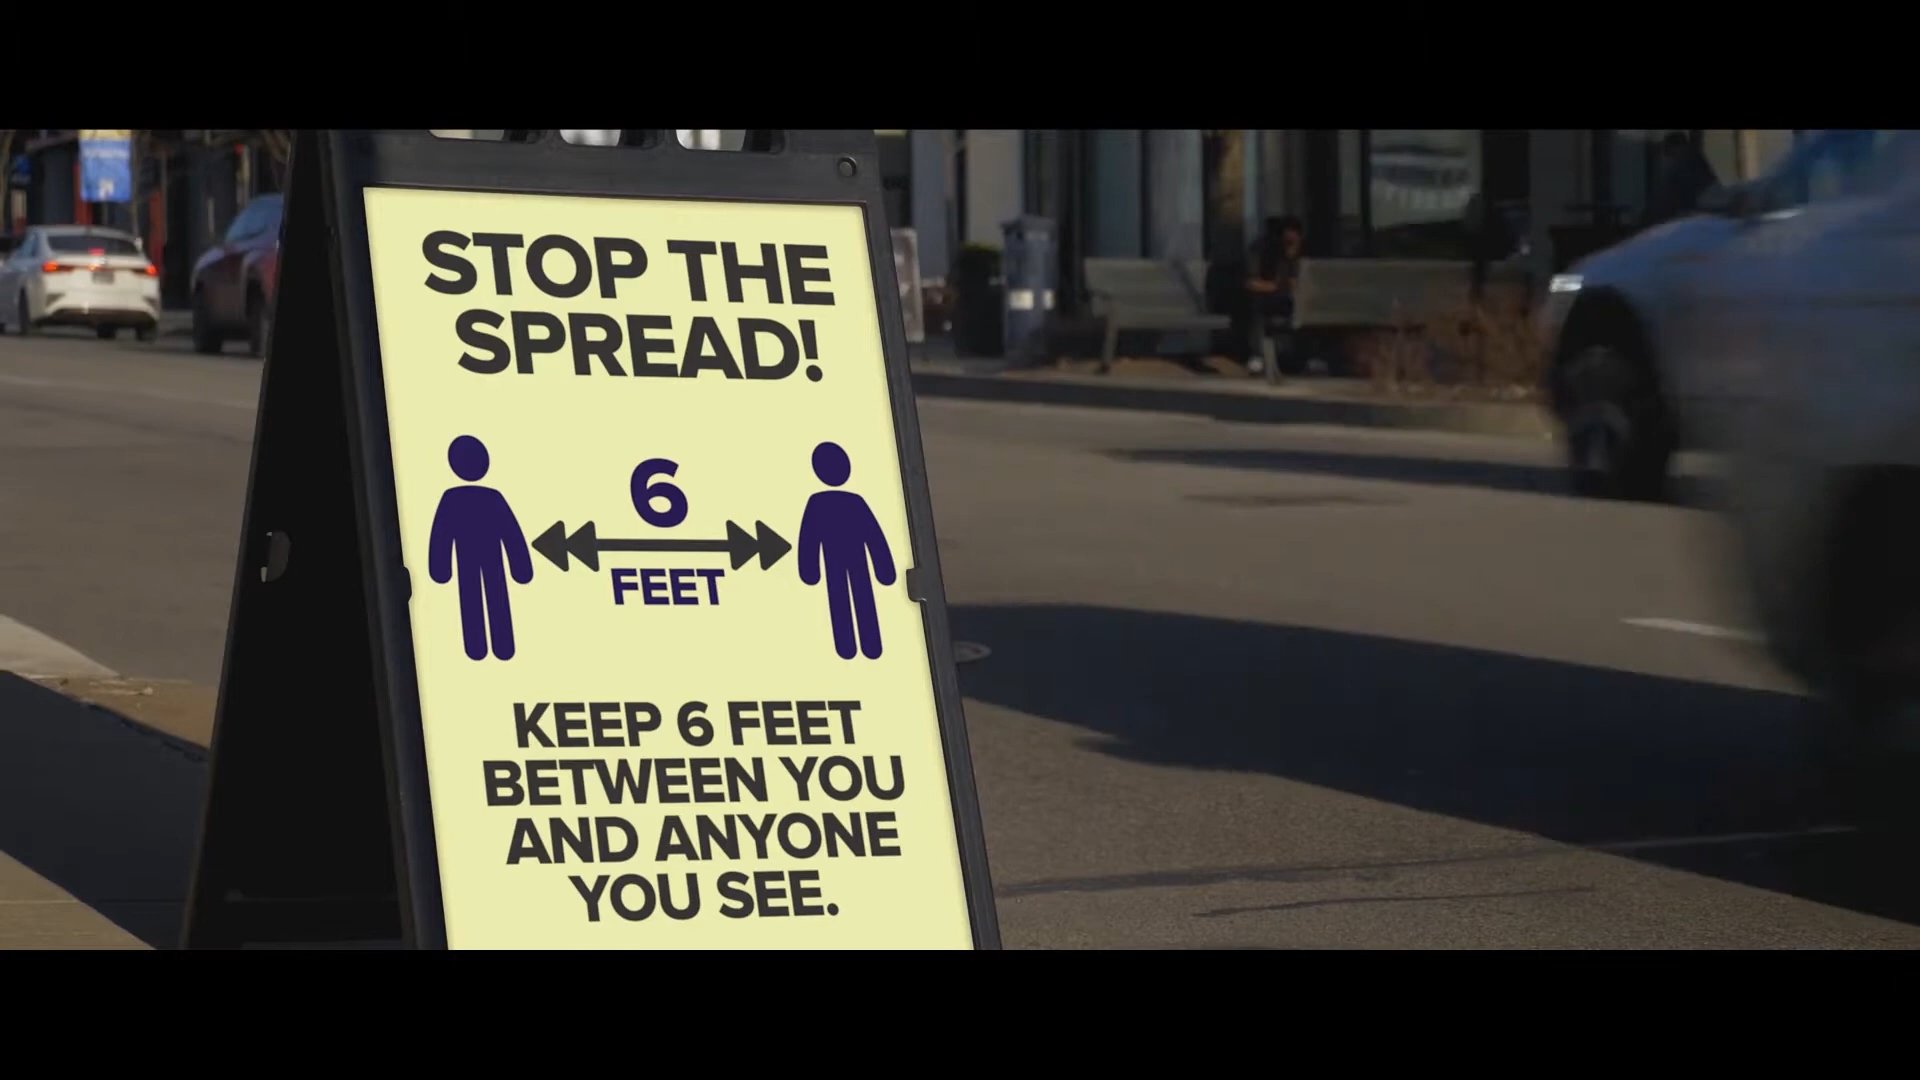 STOP THE
SPREAD!
6
FEET
KEEP 6 FEET
BETWEEN YOU
AND ANYONE
YOU SEE.